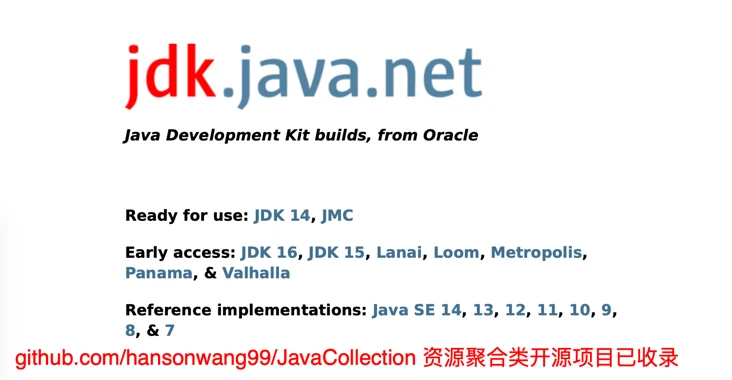 jdk.java.net
Java Development Kit builds, from Oracle
Ready for use: JDK 14, JMC
Early access: JDK 16, JDK 15, Lanai, Loom, Metropolis,
Panama, & Valhalla
Reference implementations: Java SE 14, 13, 12, 11, 10, 9,
8, & 7
github.com/hansonwang99/JavaCollection 资源聚合类开源项目已收录